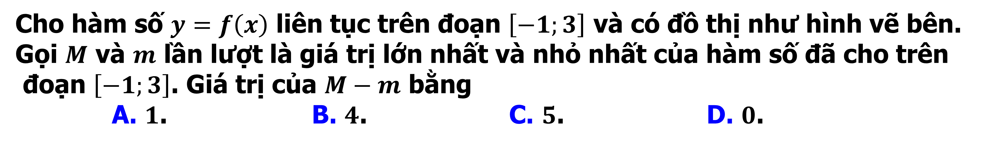 Cho hàm số y = f(x) liên tục trên đoạn [−1; 3] và có đồ thị như hình vẽ bên.
Gọi M và m lần lượt là giá trị lớn nhất và nhỏ nhất của hàm số đã cho trên
đoạn [−1; 3]. Giá trị của M − m bằng
A. 1. B. 4. C. 5. D. 0.